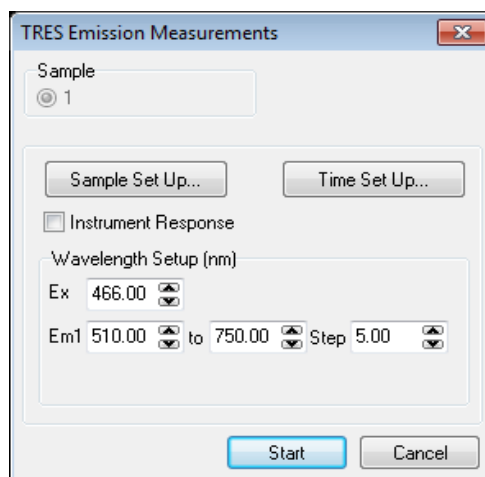 TRES Emission Measurements
Sample
1
Sample Set Up... Time Set Up...
Instrument Response
Wavelength Setup (nm)
Ex 466.00
Em1 510.00 to 750.00 Step 5.00
Start Cancel